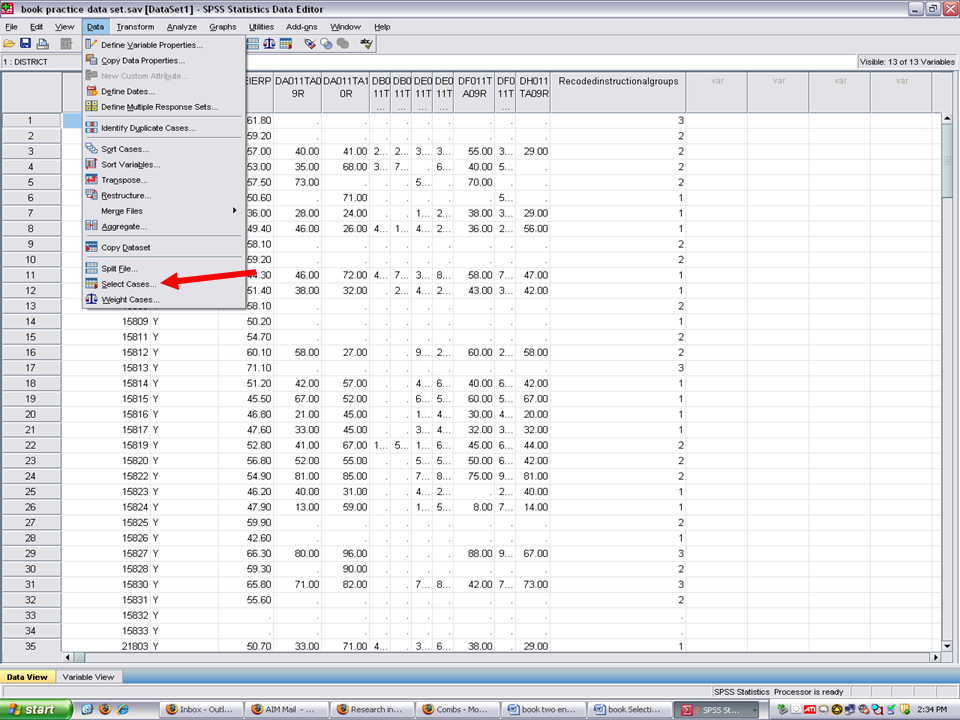 book practice data set.sav [DataSet1] - SPSS Statistics Data Editor
File Edit View Data Transform Analyze Graphs Utilities Add-ons Window Help
1 : DISTRICT Visible: 13 of 13 Variables
Define Variable Properties...
Copy Data Properties...
New Custom Attribute...
Define Dates...
Define Multiple Response Sets...
Identify Duplicate Cases...
Sort Cases...
Sort Variables...
Transpose...
Restructure...
Merge Files
Aggregate...
Copy Dataset
Split File...
Select Cases...
Weight Cases...
IERP DA011TA0 DA011TA1 DB0 DB0 DE0 DE0 DF011T DF0 DH011 Recodedinstructionalgroups var var var var
9R 0R 11T 11T 11T 11T A09R 11T TA09R
... ... ... ... ...
1 61.80 . . . . . . . . . 3
2 59.20 . . . . . . . . . 2
3 57.00 40.00 41.00 2... 2... 3... 3... 55.00 3... 29.00 2
4 53.00 35.00 68.00 3... 7... . 6... 40.00 5... . 2
5 57.50 73.00 . . . 5... . 70.00 . . 2
6 50.60 . 71.00 . . . . . 5... . 1
7 36.00 28.00 24.00 . . 1... 2... 38.00 3... 29.00 1
8 49.40 46.00 26.00 4... 1... 4... 2... 36.00 2... 56.00 1
9 58.10 . . . . . . . . . 2
10 59.20 . . . . . . . . . 2
11 44.30 46.00 72.00 4... 7... 3... 8... 58.00 7... 47.00 1
12 51.40 38.00 32.00 . 2... 4... 2... 43.00 3... 42.00 1
13 58.10 . . . . . . . . . 2
14 15809 Y 50.20 . . . . . . . . . 1
15 15811 Y 54.70 . . . . . . . . . 2
16 15812 Y 60.10 58.00 27.00 . . 9... 2... 60.00 2... 58.00 2
17 15813 Y 71.10 . . . . . . . . . 3
18 15814 Y 51.20 42.00 57.00 . . 4... 6... 40.00 6... 42.00 1
19 15815 Y 45.50 67.00 52.00 . . 6... 5... 60.00 5... 67.00 1
20 15816 Y 46.80 21.00 45.00 . . 1... 4... 30.00 4... 20.00 1
21 15817 Y 47.60 33.00 45.00 . . 3... 4... 32.00 3... 32.00 1
22 15819 Y 52.80 41.00 67.00 1... 5... 1... 6... 45.00 6... 44.00 2
23 15820 Y 56.80 52.00 55.00 . . 5... 5... 50.00 6... 42.00 2
24 15822 Y 54.90 81.00 85.00 . . 7... 8... 75.00 9... 81.00 2
25 15823 Y 46.20 40.00 31.00 . . 4... 2... . 2... 40.00 1
26 15824 Y 47.90 13.00 59.00 . . 1... 5... 8.00 7... 14.00 1
27 15825 Y 59.90 . . . . . . . . . 2
28 15826 Y 42.60 . . . . . . . . . 1
29 15827 Y 66.30 80.00 96.00 . . . . 88.00 9... 67.00 3
30 15828 Y 59.30 . 90.00 . . . . . . . 2
31 15830 Y 65.80 71.00 82.00 . . 7... 8... 42.00 7... 73.00 3
32 15831 Y 55.60 . . . . . . . . . 2
33 15832 Y . . . . . . . . . . .
34 15833 Y . . . . . . . . . . .
35 21803 Y 50.70 33.00 71.00 4... . 3... 6... 38.00 . 29.00 1
Data View Variable View
SPSS Statistics Processor is ready
start Inbox - Outl... AIM Mail - ... Research in... Combs - Mo... book two en... book Selecti... *SPSS St... ATI 2:34 PM